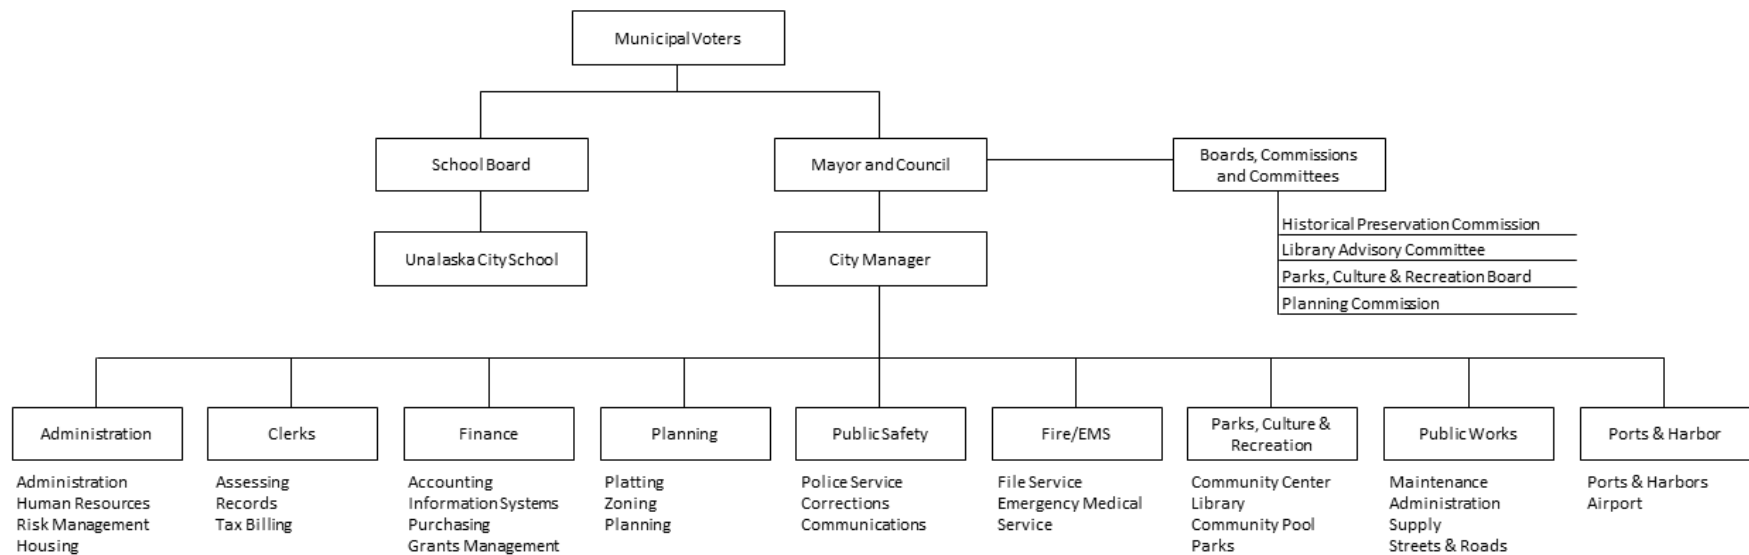 Municipal Voters
School Board
Mayor and Council
Boards, Commissions
and Committees
Historical Preservation Commission
Library Advisory Committee
Parks, Culture & Recreation Board
Planning Commission
Unalaska City School
City Manager
Administration
Clerks
Finance
Planning
Public Safety
Fire/EMS
Parks, Culture &
Recreation
Public Works
Ports & Harbor
Administration
Human Resources
Risk Management
Housing
Assessing
Records
Tax Billing
Accounting
Information Systems
Purchasing
Grants Management
Platting
Zoning
Planning
Police Service
Corrections
Communications
File Service
Emergency Medical
Service
Community Center
Library
Community Pool
Parks
Maintenance
Administration
Supply
Streets & Roads
Ports & Harbors
Airport